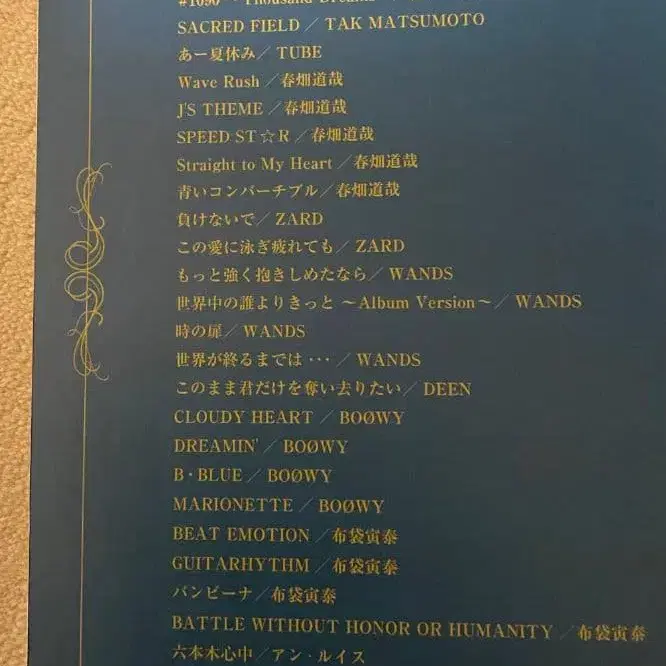 #1090 〜Thousand Dreams〜
SACRED FIELD／TAK MATSUMOTO
あー夏休み／TUBE
Wave Rush／春畑道哉
J'S THEME／春畑道哉
SPEED ST☆R／春畑道哉
Straight to My Heart／春畑道哉
青いコンバーチブル／春畑道哉
負けないで／ZARD
この愛に泳ぎ疲れても／ZARD
もっと強く抱きしめたなら／WANDS
世界中の誰よりきっと 〜Album Version〜／WANDS
時の扉／WANDS
世界が終るまでは･･･／WANDS
このまま君だけを奪い去りたい／DEEN
CLOUDY HEART／BOØWY
DREAMIN'／BOØWY
B・BLUE／BOØWY
MARIONETTE／BOØWY
BEAT EMOTION／布袋寅泰
GUITARHYTHM／布袋寅泰
バンビーナ／布袋寅泰
BATTLE WITHOUT HONOR OR HUMANITY／布袋寅泰
六本木心中／アン・ルイス